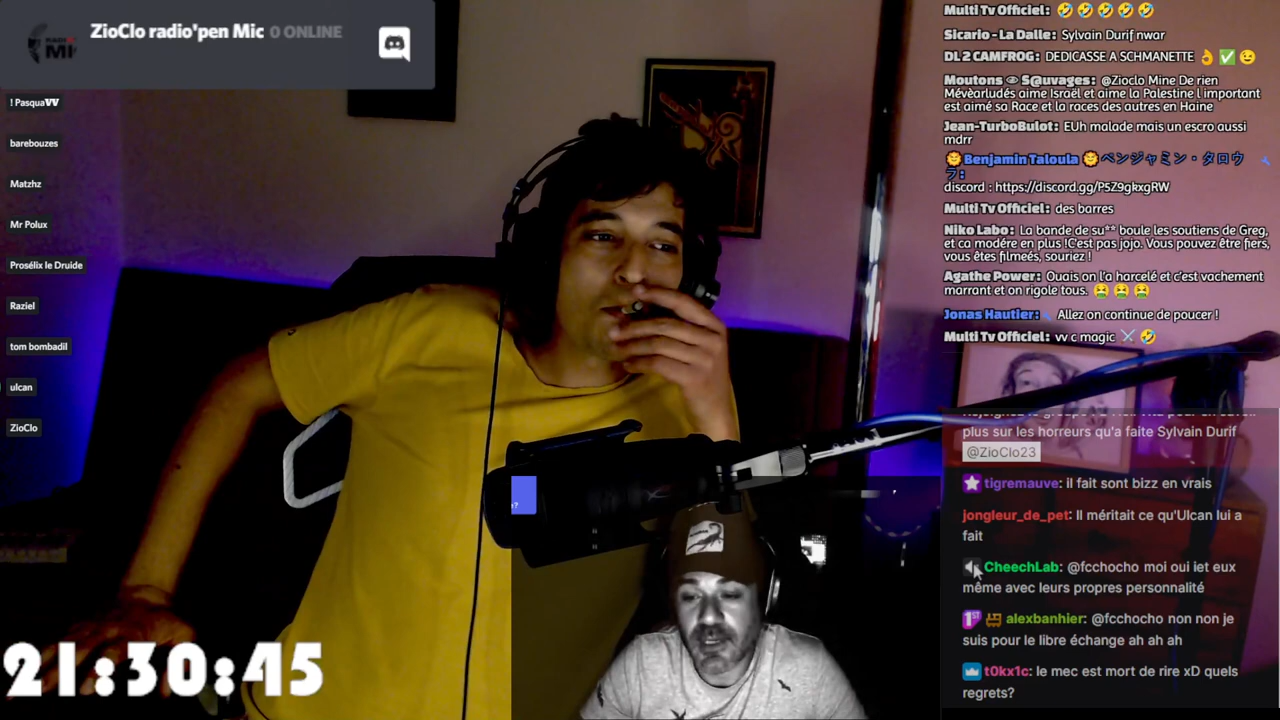 ZioClo radio'pen Mic 0 ONLINE
MI
! PasquaVV
barebouzes
Matzhz
Mr Polux
Prosélix le Druide
Raziel
tom bombadil
ulcan
ZioClo
21:30:45
Multi Tv Officiel: 🤣 🤣 🤣 🤣 🤣
Sicario - La Dalle: Sylvain Durif nwar
DL 2 CAMFROG: DEDICASSE A SCHMANETTE 👌 ✅ 😉
Moutons 👁 S@uvages: @Zioclo Mine De rien
Mévèarludés aime Israël et aime la Palestine l important
est aimé sa Race et la races des autres en Haine
Jean-TurboBulot: EUh malade mais un escro aussi
mdrr
🌞 Benjamin Taloula 🌞 ベンジャミン・タロウ
ラ:
discord : https://discord.gg/P5Z9gkxgRW
Multi Tv Officiel: des barres
Niko Labo: La bande de su** boule les soutiens de Greg,
et ca modére en plus !C'est pas jojo. Vous pouvez être fiers,
vous êtes filmeés, souriez !
Agathe Power: Ouais on l'a harcelé et c'est vachement
marrant et on rigole tous. 🤮 🤮 🤮
Jonas Hautier: Allez on continue de poucer !
Multi Tv Officiel: vv c magic ⚔ 🤣
plus sur les horreurs qu'a faite Sylvain Durif
@ZioClo23
tigremauve: il fait sont bizz en vrais
jongleur_de_pet: Il méritait ce qu'Ulcan lui a
fait
CheechLab: @fcchocho moi oui iet eux
même avec leurs propres personnalité
1ST alexbanhier: @fcchocho non non je
suis pour le libre échange ah ah ah
t0kx1c: le mec est mort de rire xD quels
regrets?